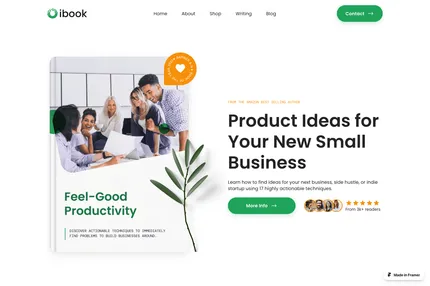 ibook
Home
About
Shop
Writing
Blog
Contact
Feel-Good
Productivity
DISCOVER ACTIONABLE TECHNIQUES TO IMMEDIATELY
FIND PROBLEMS TO BUILD BUSINESSES AROUND.
FROM THE AMAZON BEST SELLING AUTHOR
Product Ideas for
Your New Small
Business
Learn how to find ideas for your next business, side hustle, or indie
startup using 17 highly actionable techniques.
More Info
From 3k+ readers
Made in Framer